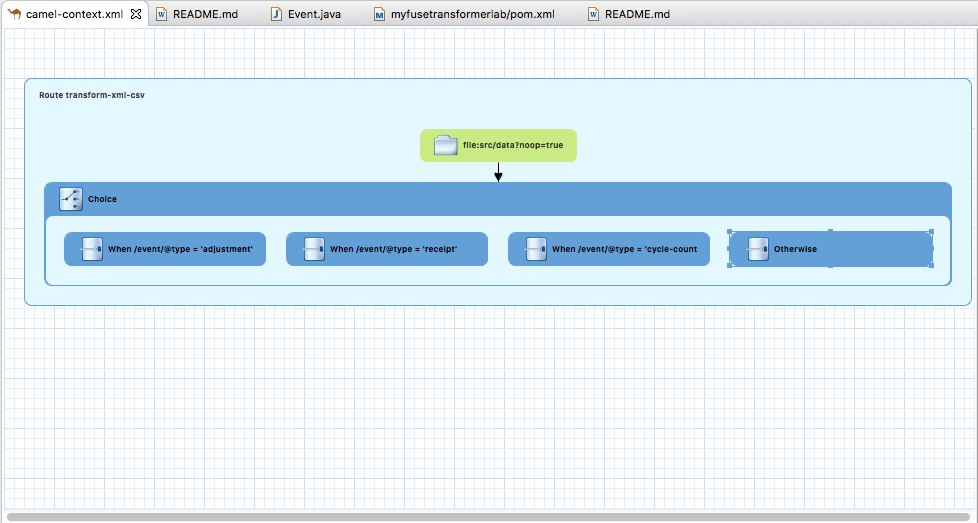 camel-context.xml
README.md
Event.java
myfusetransformerlab/pom.xml
README.md
Route transform-xml-csv
file:src/data?noop=true
Choice
When /event/@type = 'adjustment'
When /event/@type = 'receipt'
When /event/@type = 'cycle-count
Otherwise